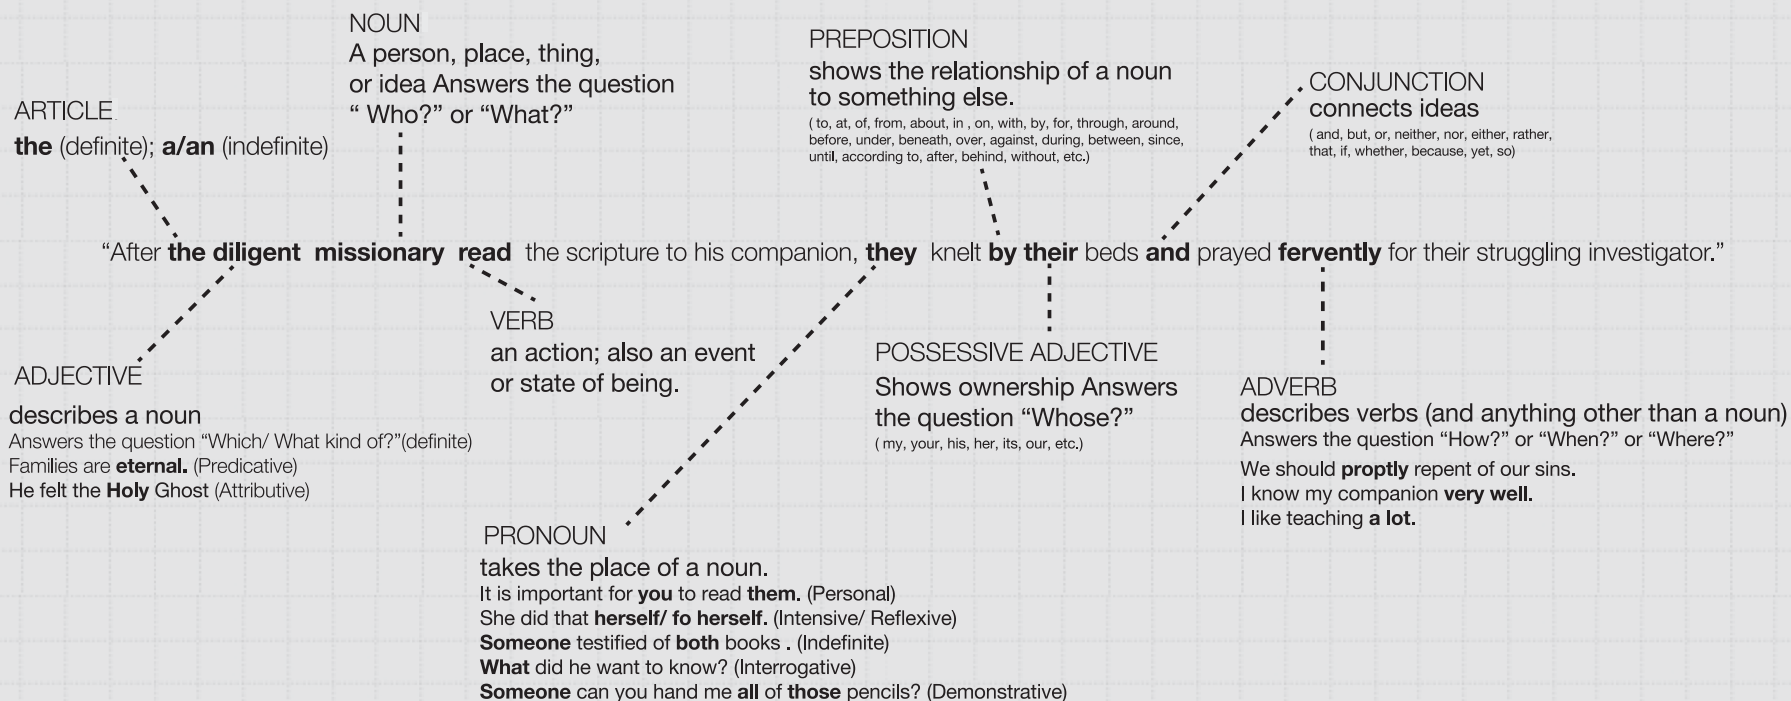 ARTICLE
the (definite); a/an (indefinite)
NOUN
A person, place, thing,
or idea Answers the question
“ Who?” or “What?”
PREPOSITION
shows the relationship of a noun
to something else.
( to, at, of, from, about, in , on, with, by, for, through, around,
before, under, beneath, over, against, during, between, since,
until, according to, after, behind, without, etc.)
CONJUNCTION
connects ideas
( and, but, or, neither, nor, either, rather,
that, if, whether, because, yet, so)
“After the diligent missionary read the scripture to his companion, they knelt by their beds and prayed fervently for their struggling investigator.”
ADJECTIVE
describes a noun
Answers the question “Which/ What kind of?”(definite)
Families are eternal. (Predicative)
He felt the Holy Ghost (Attributive)
VERB
an action; also an event
or state of being.
PRONOUN
takes the place of a noun.
It is important for you to read them. (Personal)
She did that herself/ fo herself. (Intensive/ Reflexive)
Someone testified of both books . (Indefinite)
What did he want to know? (Interrogative)
Someone can you hand me all of those pencils? (Demonstrative)
POSSESSIVE ADJECTIVE
Shows ownership Answers
the question “Whose?”
( my, your, his, her, its, our, etc.)
ADVERB
describes verbs (and anything other than a noun)
Answers the question “How?” or “When?” or “Where?”
We should proptly repent of our sins.
I know my companion very well.
I like teaching a lot.